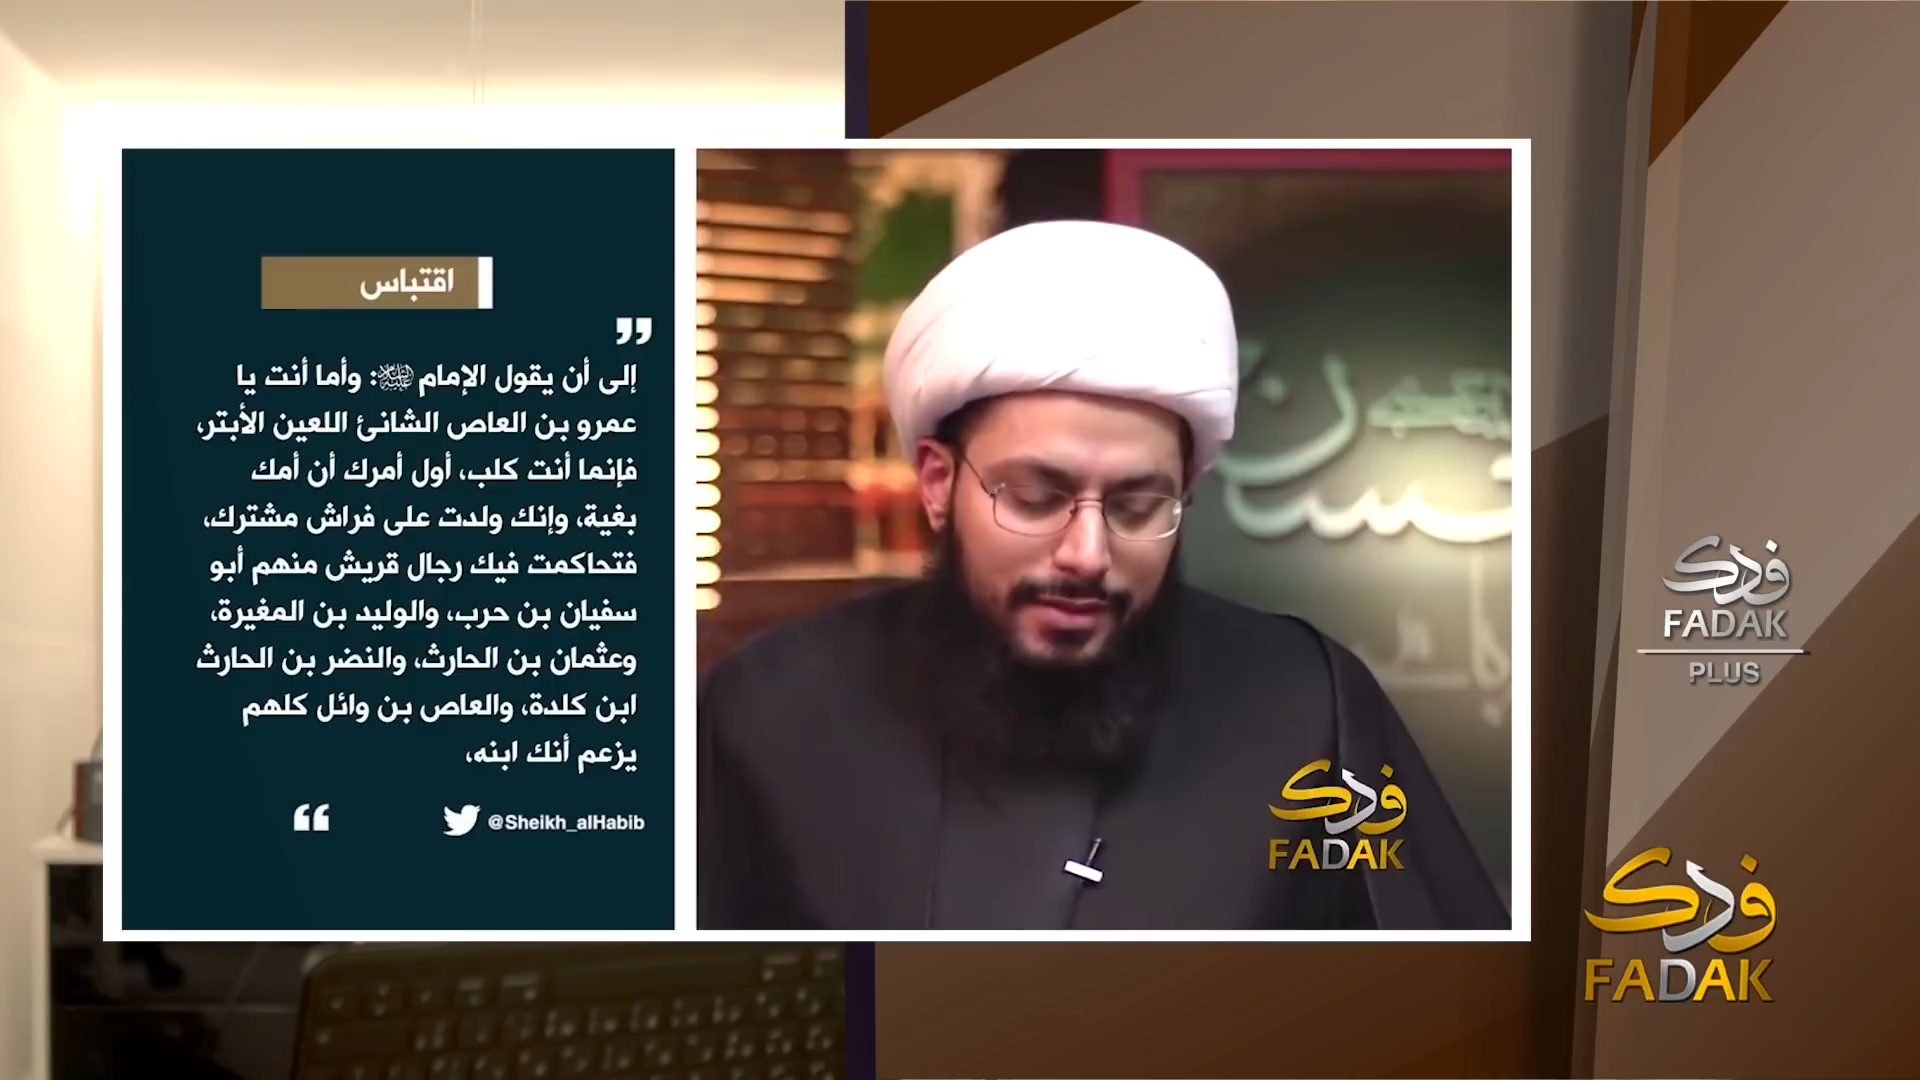 اقتباس
”
إلى أن يقول الإمام عليه السلام: وأما أنت يا
عمرو بن العاص الشانئ اللعين الأبتر،
فإنما أنت كلب، أول أمرك أن أمك
بغية، وإنك ولدت على فراش مشترك،
فتحاكمت فيك رجال قريش منهم أبو
سفيان بن حرب، والوليد بن المغيرة،
وعثمان بن الحارث، والنضر بن الحارث
ابن كلدة، والعاص بن وائل كلهم
يزعم أنك ابنه،
“
@Sheikh_alHabib
فدك
FADAK
فدك
FADAK
PLUS
فدك
FADAK